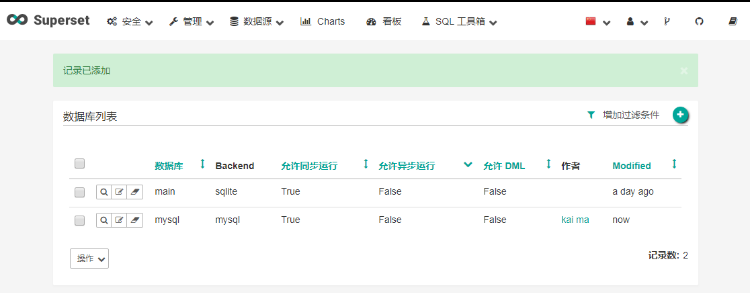 Superset 安全 管理 数据源 Charts 看板 SQL 工具箱
记录已添加 ×
数据库列表 增加过滤条件
数据库 Backend 允许同步运行 允许异步运行 允许 DML 作者 Modified
main sqlite True False False a day ago
mysql mysql True False False kai ma now
操作 记录数: 2